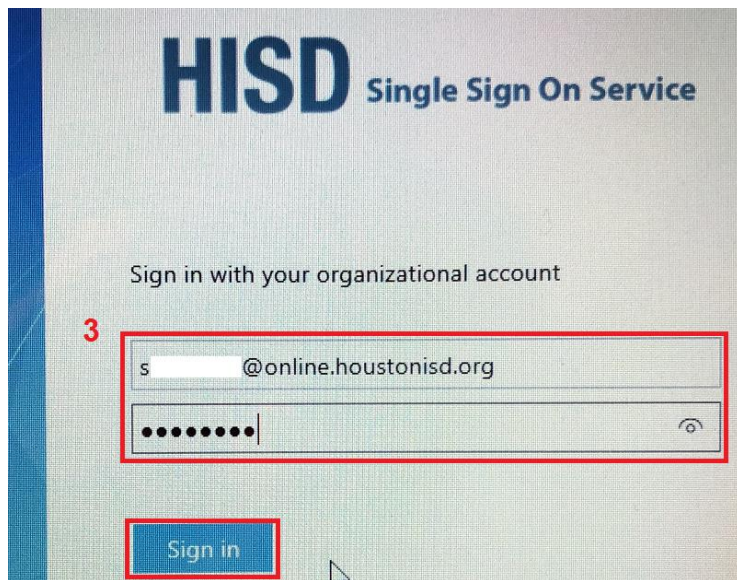 HISD Single Sign On Service
Sign in with your organizational account
3
s @online.houstonisd.org
••••••••
Sign in